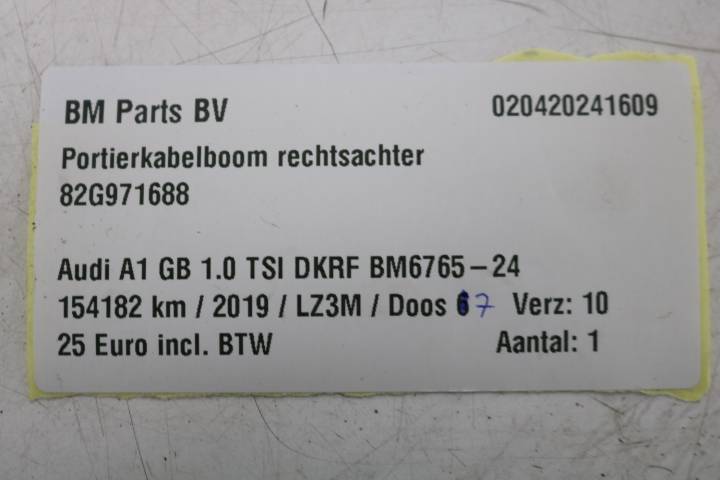 BM Parts BV 020420241609
Portierkabelboom rechtsachter
82G971688
Audi A1 GB 1.0 TSI DKRF BM6765-24
154182 km / 2019 / LZ3M / Doos 7 Verz: 10
25 Euro incl. BTW Aantal: 1